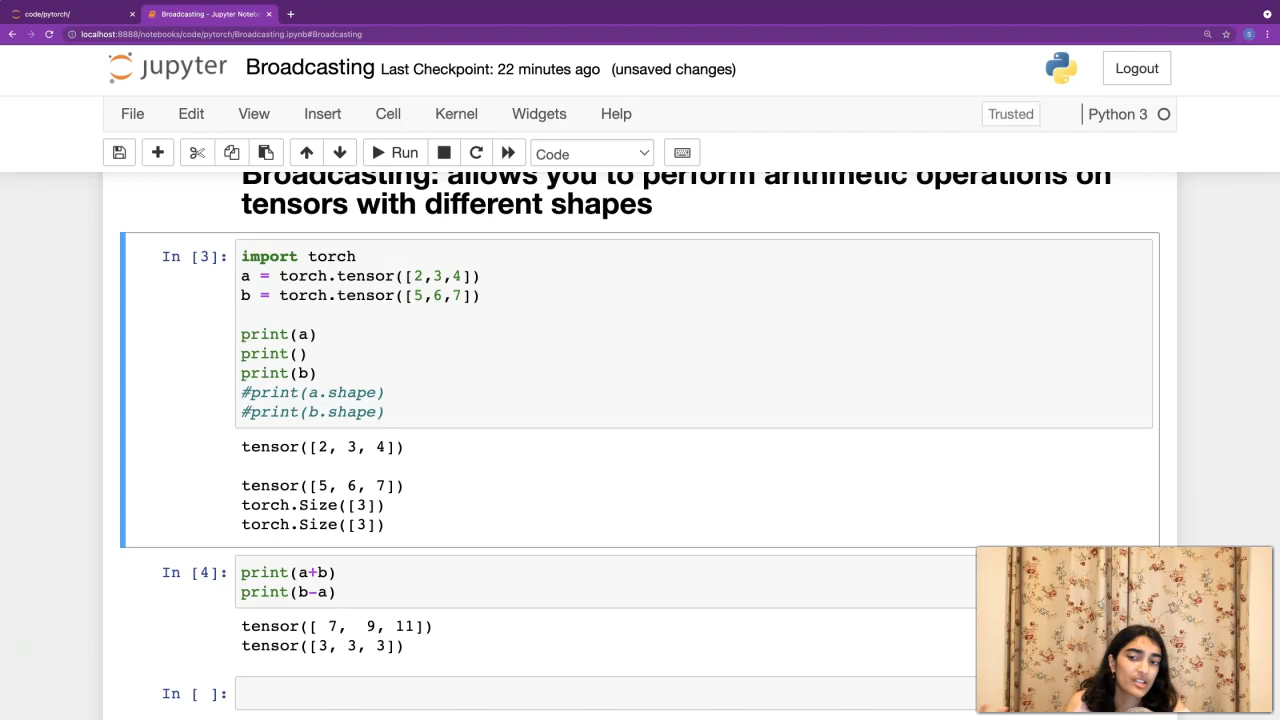 code/pytorch/
Broadcasting - Jupyter Noteb
localhost:8888/notebooks/code/pytorch/Broadcasting.ipynb#Broadcasting
S
jupyter Broadcasting Last Checkpoint: 22 minutes ago (unsaved changes)
Logout
File Edit View Insert Cell Kernel Widgets Help
Trusted
Python 3
Run
Code
Broadcasting: allows you to perform arithmetic operations on
tensors with different shapes
In [3]:
import torch
a = torch.tensor([2,3,4])
b = torch.tensor([5,6,7])
print(a)
print()
print(b)
#print(a.shape)
#print(b.shape)
tensor([2, 3, 4])
tensor([5, 6, 7])
torch.Size([3])
torch.Size([3])
In [4]:
print(a+b)
print(b-a)
tensor([ 7,  9, 11])
tensor([3, 3, 3])
In [ ]: